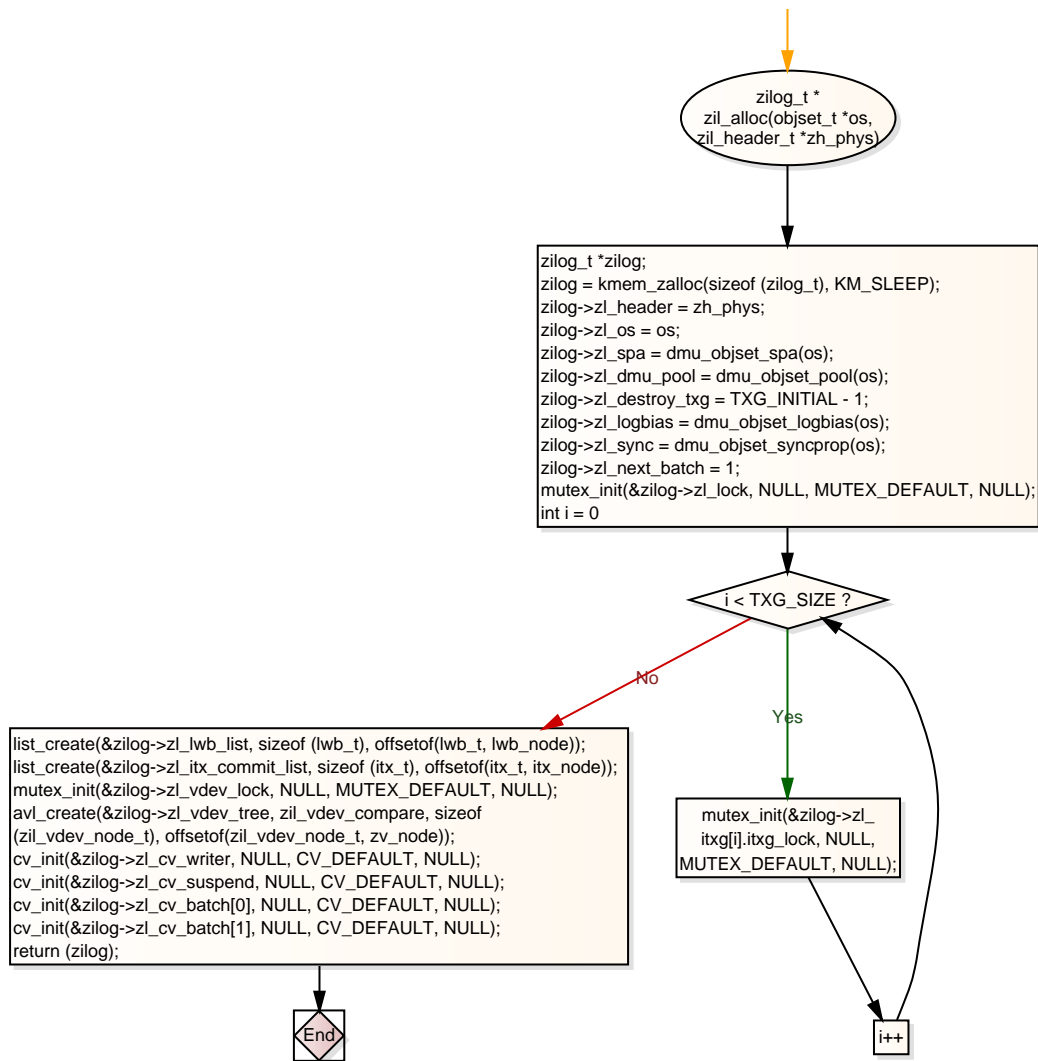 zilog_t *
zil_alloc(objset_t *os,
zil_header_t *zh_phys)
zilog_t *zilog;
zilog = kmem_zalloc(sizeof (zilog_t), KM_SLEEP);
zilog->zl_header = zh_phys;
zilog->zl_os = os;
zilog->zl_spa = dmu_objset_spa(os);
zilog->zl_dmu_pool = dmu_objset_pool(os);
zilog->zl_destroy_txg = TXG_INITIAL - 1;
zilog->zl_logbias = dmu_objset_logbias(os);
zilog->zl_sync = dmu_objset_syncprop(os);
zilog->zl_next_batch = 1;
mutex_init(&zilog->zl_lock, NULL, MUTEX_DEFAULT, NULL);
int i = 0
i < TXG_SIZE ?
No
Yes
list_create(&zilog->zl_lwb_list, sizeof (lwb_t), offsetof(lwb_t, lwb_node));
list_create(&zilog->zl_itx_commit_list, sizeof (itx_t), offsetof(itx_t, itx_node));
mutex_init(&zilog->zl_vdev_lock, NULL, MUTEX_DEFAULT, NULL);
avl_create(&zilog->zl_vdev_tree, zil_vdev_compare, sizeof
(zil_vdev_node_t), offsetof(zil_vdev_node_t, zv_node));
cv_init(&zilog->zl_cv_writer, NULL, CV_DEFAULT, NULL);
cv_init(&zilog->zl_cv_suspend, NULL, CV_DEFAULT, NULL);
cv_init(&zilog->zl_cv_batch[0], NULL, CV_DEFAULT, NULL);
cv_init(&zilog->zl_cv_batch[1], NULL, CV_DEFAULT, NULL);
return (zilog);
mutex_init(&zilog->zl_
itxg[i].itxg_lock, NULL,
MUTEX_DEFAULT, NULL);
End
i++